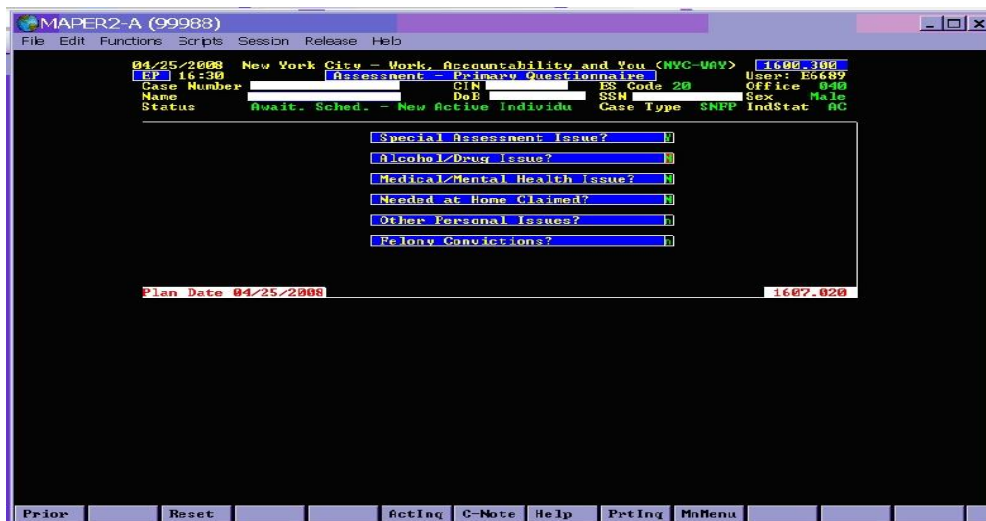 MAPER2-A (99988)
File Edit Functions Scripts Session Release Help
04/25/2008 New York City - Work, Accountability and You (NYC-WAY) 1600.300
EP 16:30 Assessment - Primary Questionnaire User: E6689
Case Number CIN ES Code 20 Office 040
Name DoB SSN Sex Male
Status Await. Sched. - New Active Individu Case Type SNFP IndStat AC
Special Assessment Issue? Y
Alcohol/Drug Issue? N
Medical/Mental Health Issue? N
Needed at Home Claimed? N
Other Personal Issues? n
Felony Convictions? n
Plan Date 04/25/2008 1607.020
Prior Reset ActInq C-Note Help PrtInq MnMenu